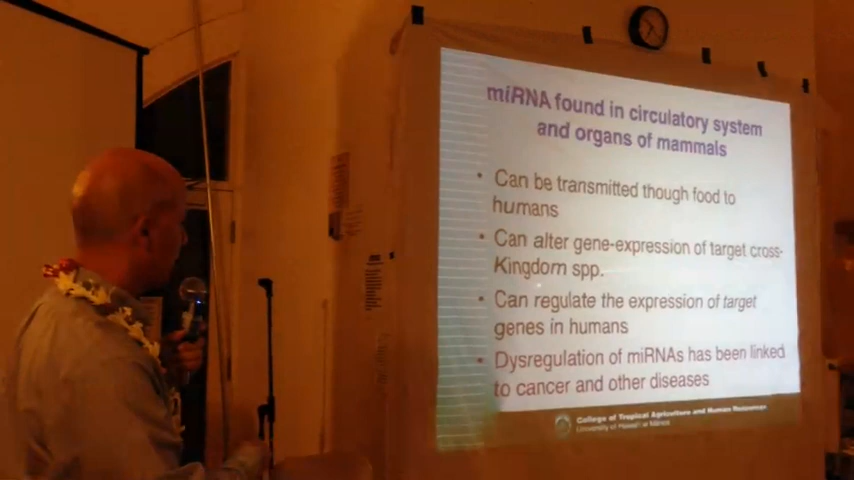 miRNA found in circulatory system
and organs of mammals
• Can be transmitted though food to
humans
• Can alter gene-expression of target cross-
Kingdom spp.
• Can regulate the expression of target
genes in humans
• Dysregulation of miRNAs has been linked
to cancer and other diseases
College of Tropical Agriculture and Human Resources
University of Hawai'i at Mānoa